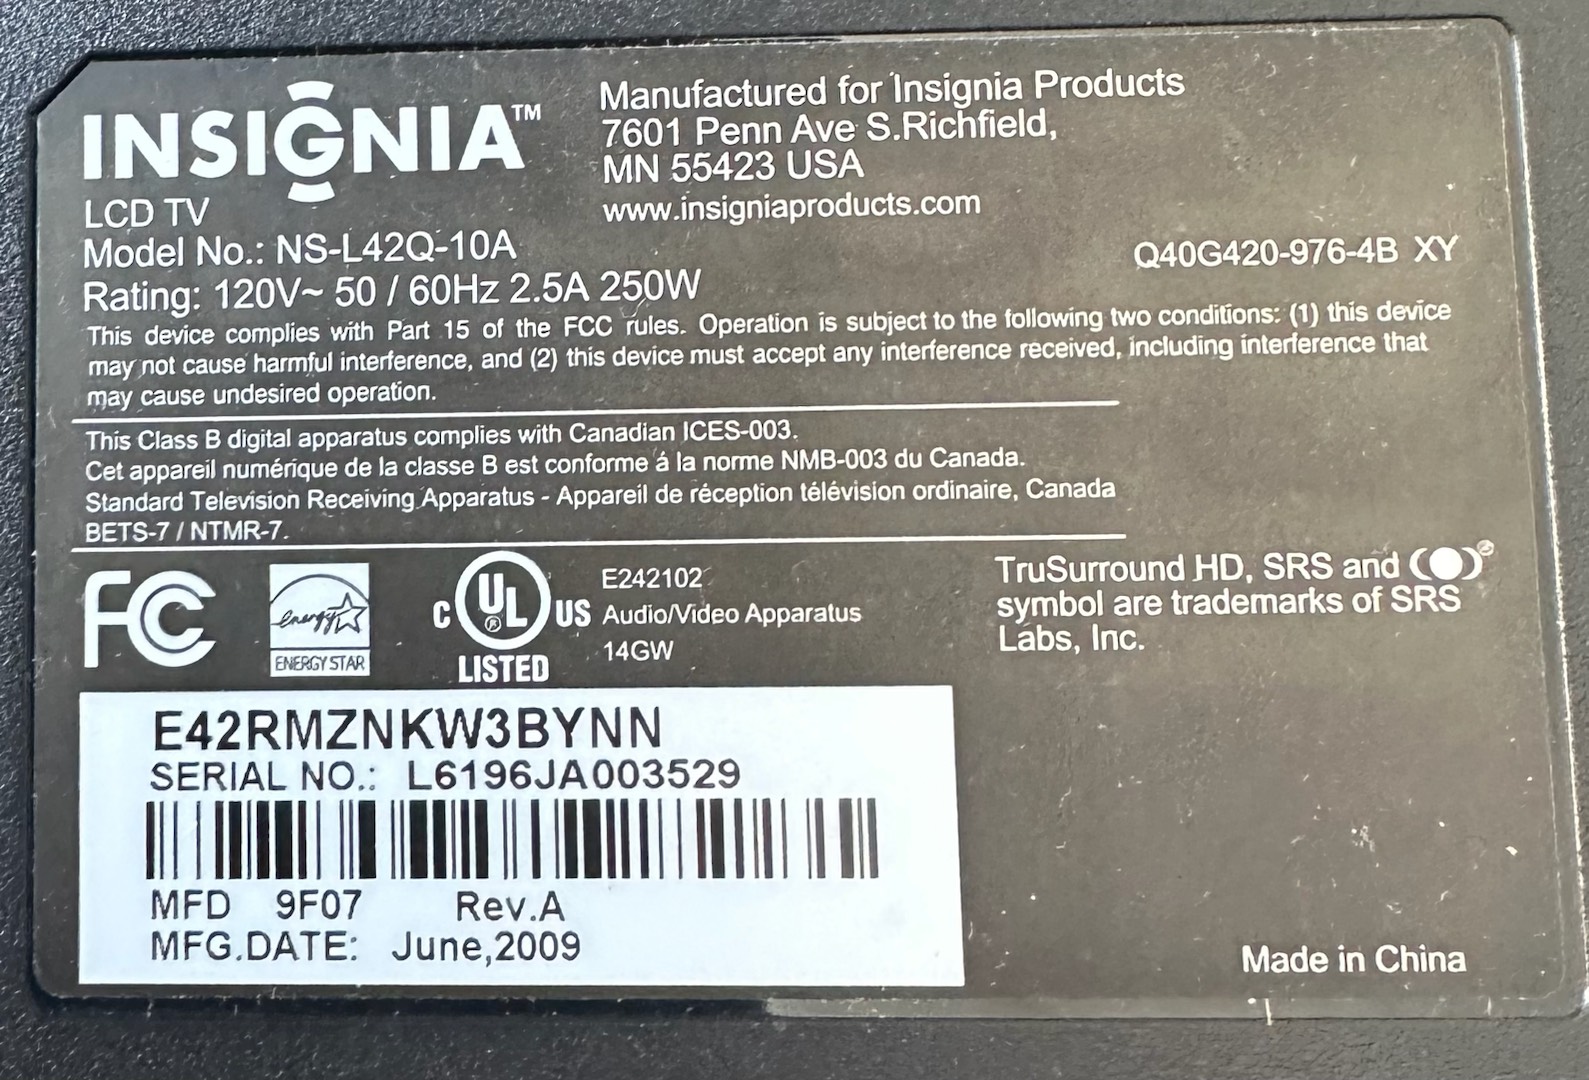 INSIGNIA™
LCD TV
Model No.: NS-L42Q-10A
Rating: 120V~ 50 / 60Hz 2.5A 250W
Manufactured for Insignia Products
7601 Penn Ave S.Richfield,
MN 55423 USA
www.insigniaproducts.com
Q40G420-976-4B XY
This device complies with Part 15 of the FCC rules. Operation is subject to the following two conditions: (1) this device
may not cause harmful interference, and (2) this device must accept any interference received, including interference that
may cause undesired operation.
This Class B digital apparatus complies with Canadian ICES-003.
Cet appareil numérique de la classe B est conforme á la norme NMB-003 du Canada.
Standard Television Receiving Apparatus - Appareil de réception télévision ordinaire, Canada
BETS-7 / NTMR-7.
FC
energy
ENERGY STAR
C UL® US
LISTED
E242102
Audio/Video Apparatus
14GW
TruSurround HD, SRS and (●)®
symbol are trademarks of SRS
Labs, Inc.
E42RMZNKW3BYNN
SERIAL NO.: L6196JA003529
MFD 9F07 Rev.A
MFG.DATE: June,2009
Made in China